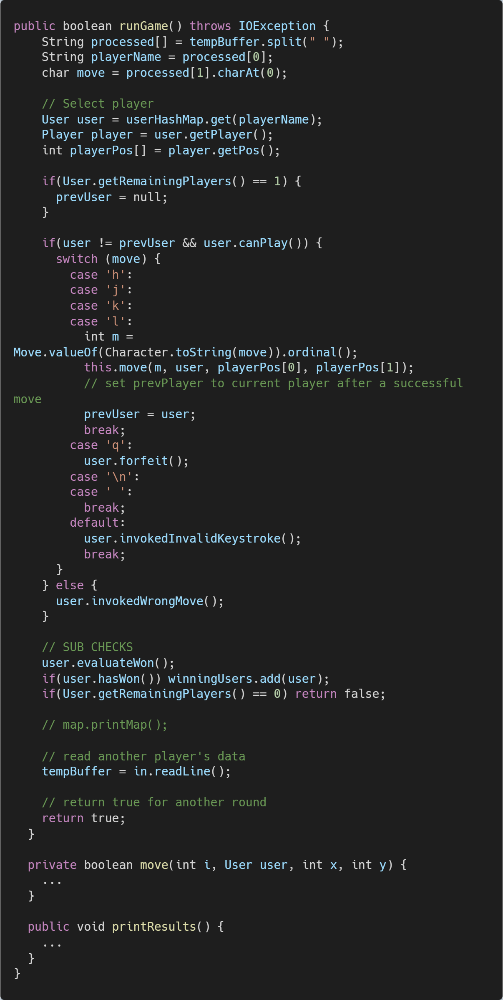 public boolean runGame() throws IOException {
    String processed[] = tempBuffer.split(" ");
    String playerName = processed[0];
    char move = processed[1].charAt(0);

    // Select player
    User user = userHashMap.get(playerName);
    Player player = user.getPlayer();
    int playerPos[] = player.getPos();

    if(User.getRemainingPlayers() == 1) {
      prevUser = null;
    }

    if(user != prevUser && user.canPlay()) {
      switch (move) {
        case 'h':
        case 'j':
        case 'k':
        case 'l':
          int m =
Move.valueOf(Character.toString(move)).ordinal();
          this.move(m, user, playerPos[0], playerPos[1]);
          // set prevPlayer to current player after a successful
move
          prevUser = user;
          break;
        case 'q':
          user.forfeit();
        case '\n':
        case ' ':
          break;
        default:
          user.invokedInvalidKeystroke();
          break;
      }
    } else {
      user.invokedWrongMove();
    }

    // SUB CHECKS
    user.evaluateWon();
    if(user.hasWon()) winningUsers.add(user);
    if(User.getRemainingPlayers() == 0) return false;

    // map.printMap();

    // read another player's data
    tempBuffer = in.readLine();

    // return true for another round
    return true;
  }

  private boolean move(int i, User user, int x, int y) {
    ...
  }

  public void printResults() {
    ...
  }
}